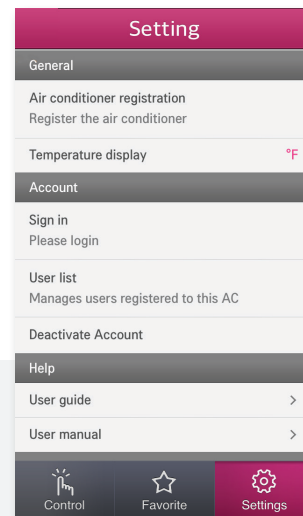 Setting
General
Air conditioner registration
Register the air conditioner
Temperature display °F
Account
Sign in
Please login
User list
Manages users registered to this AC
Deactivate Account
Help
User guide
User manual
Control Favorite Settings